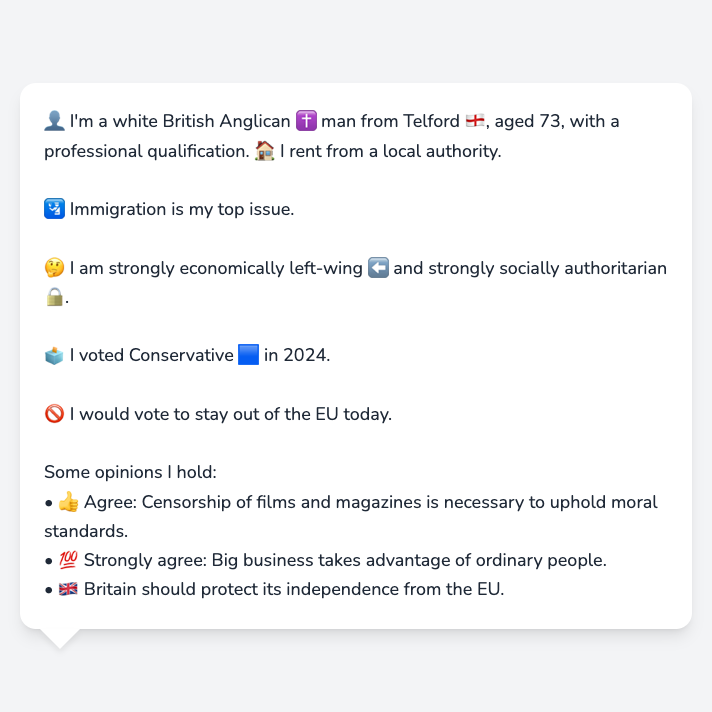 👤 I'm a white British Anglican ✝️ man from Telford 🏴󠁧󠁢󠁥󠁮󠁧󠁿, aged 73, with a
professional qualification. 🏠 I rent from a local authority.
🛂 Immigration is my top issue.
🤔 I am strongly economically left-wing ⬅️ and strongly socially authoritarian
🔒.
🗳️ I voted Conservative 🟦 in 2024.
🚫 I would vote to stay out of the EU today.
Some opinions I hold:
• 👍 Agree: Censorship of films and magazines is necessary to uphold moral
standards.
• 💯 Strongly agree: Big business takes advantage of ordinary people.
• 🇬🇧 Britain should protect its independence from the EU.